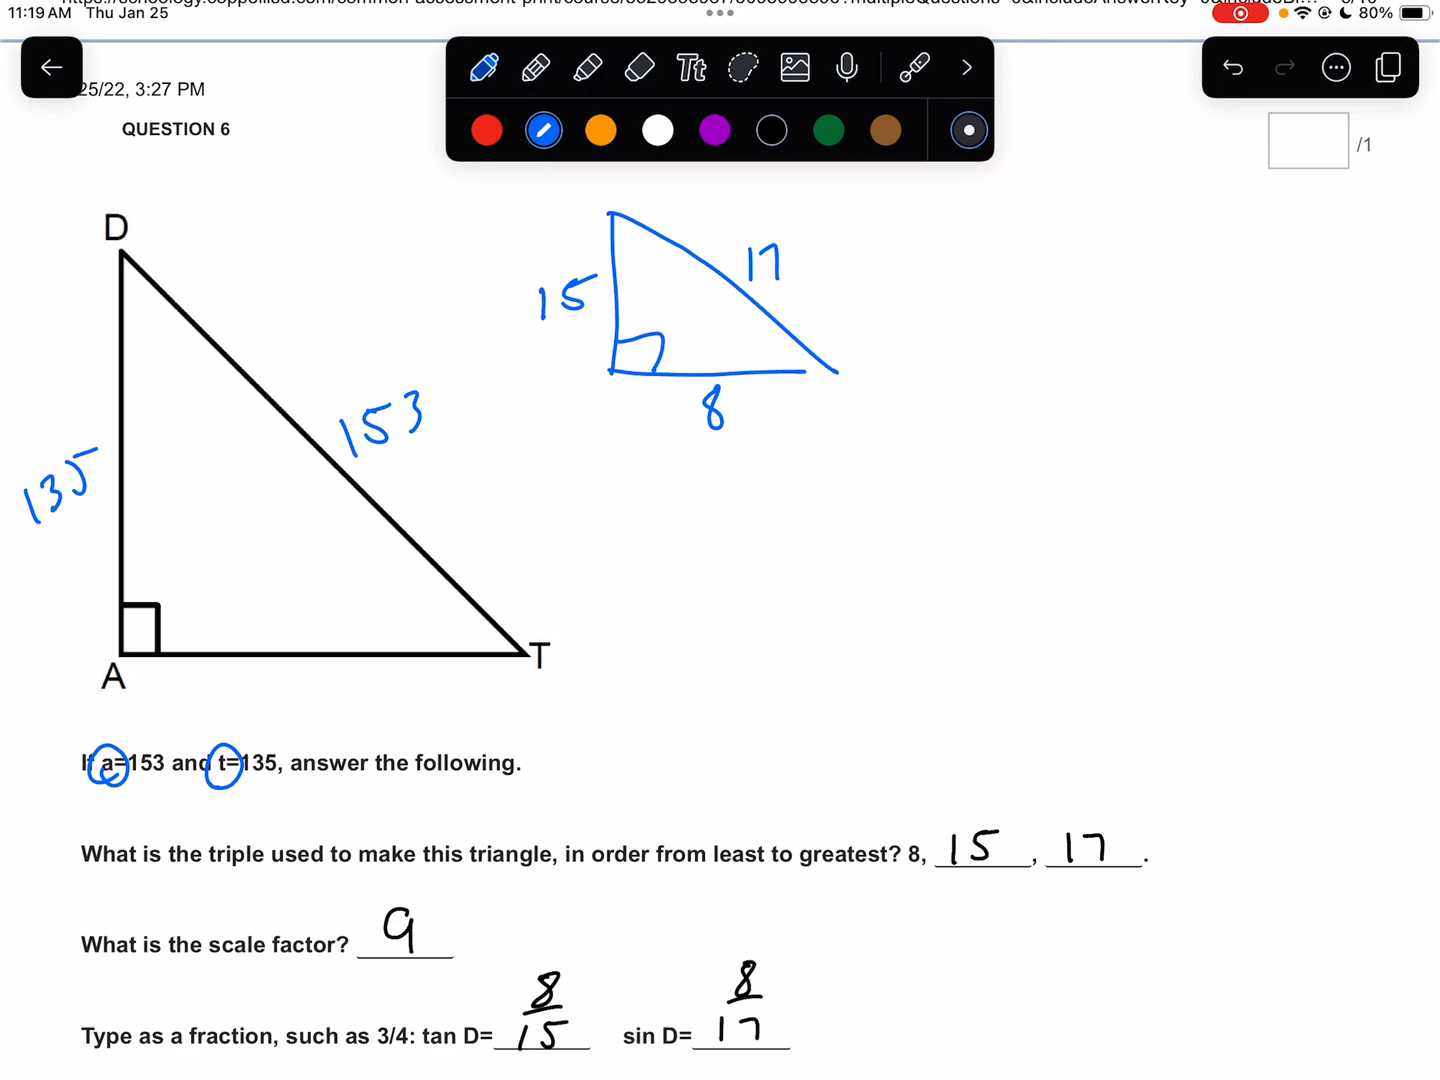 11:19 AM Thu Jan 25
80%
25/22, 3:27 PM
Tt
QUESTION 6
/1
D
15
17
8
153
135
A
T
If a=153 and t=135, answer the following.
What is the triple used to make this triangle, in order from least to greatest? 8, 15, 17.
What is the scale factor? 9
Type as a fraction, such as 3/4: tan D= 8/15 sin D= 8/17